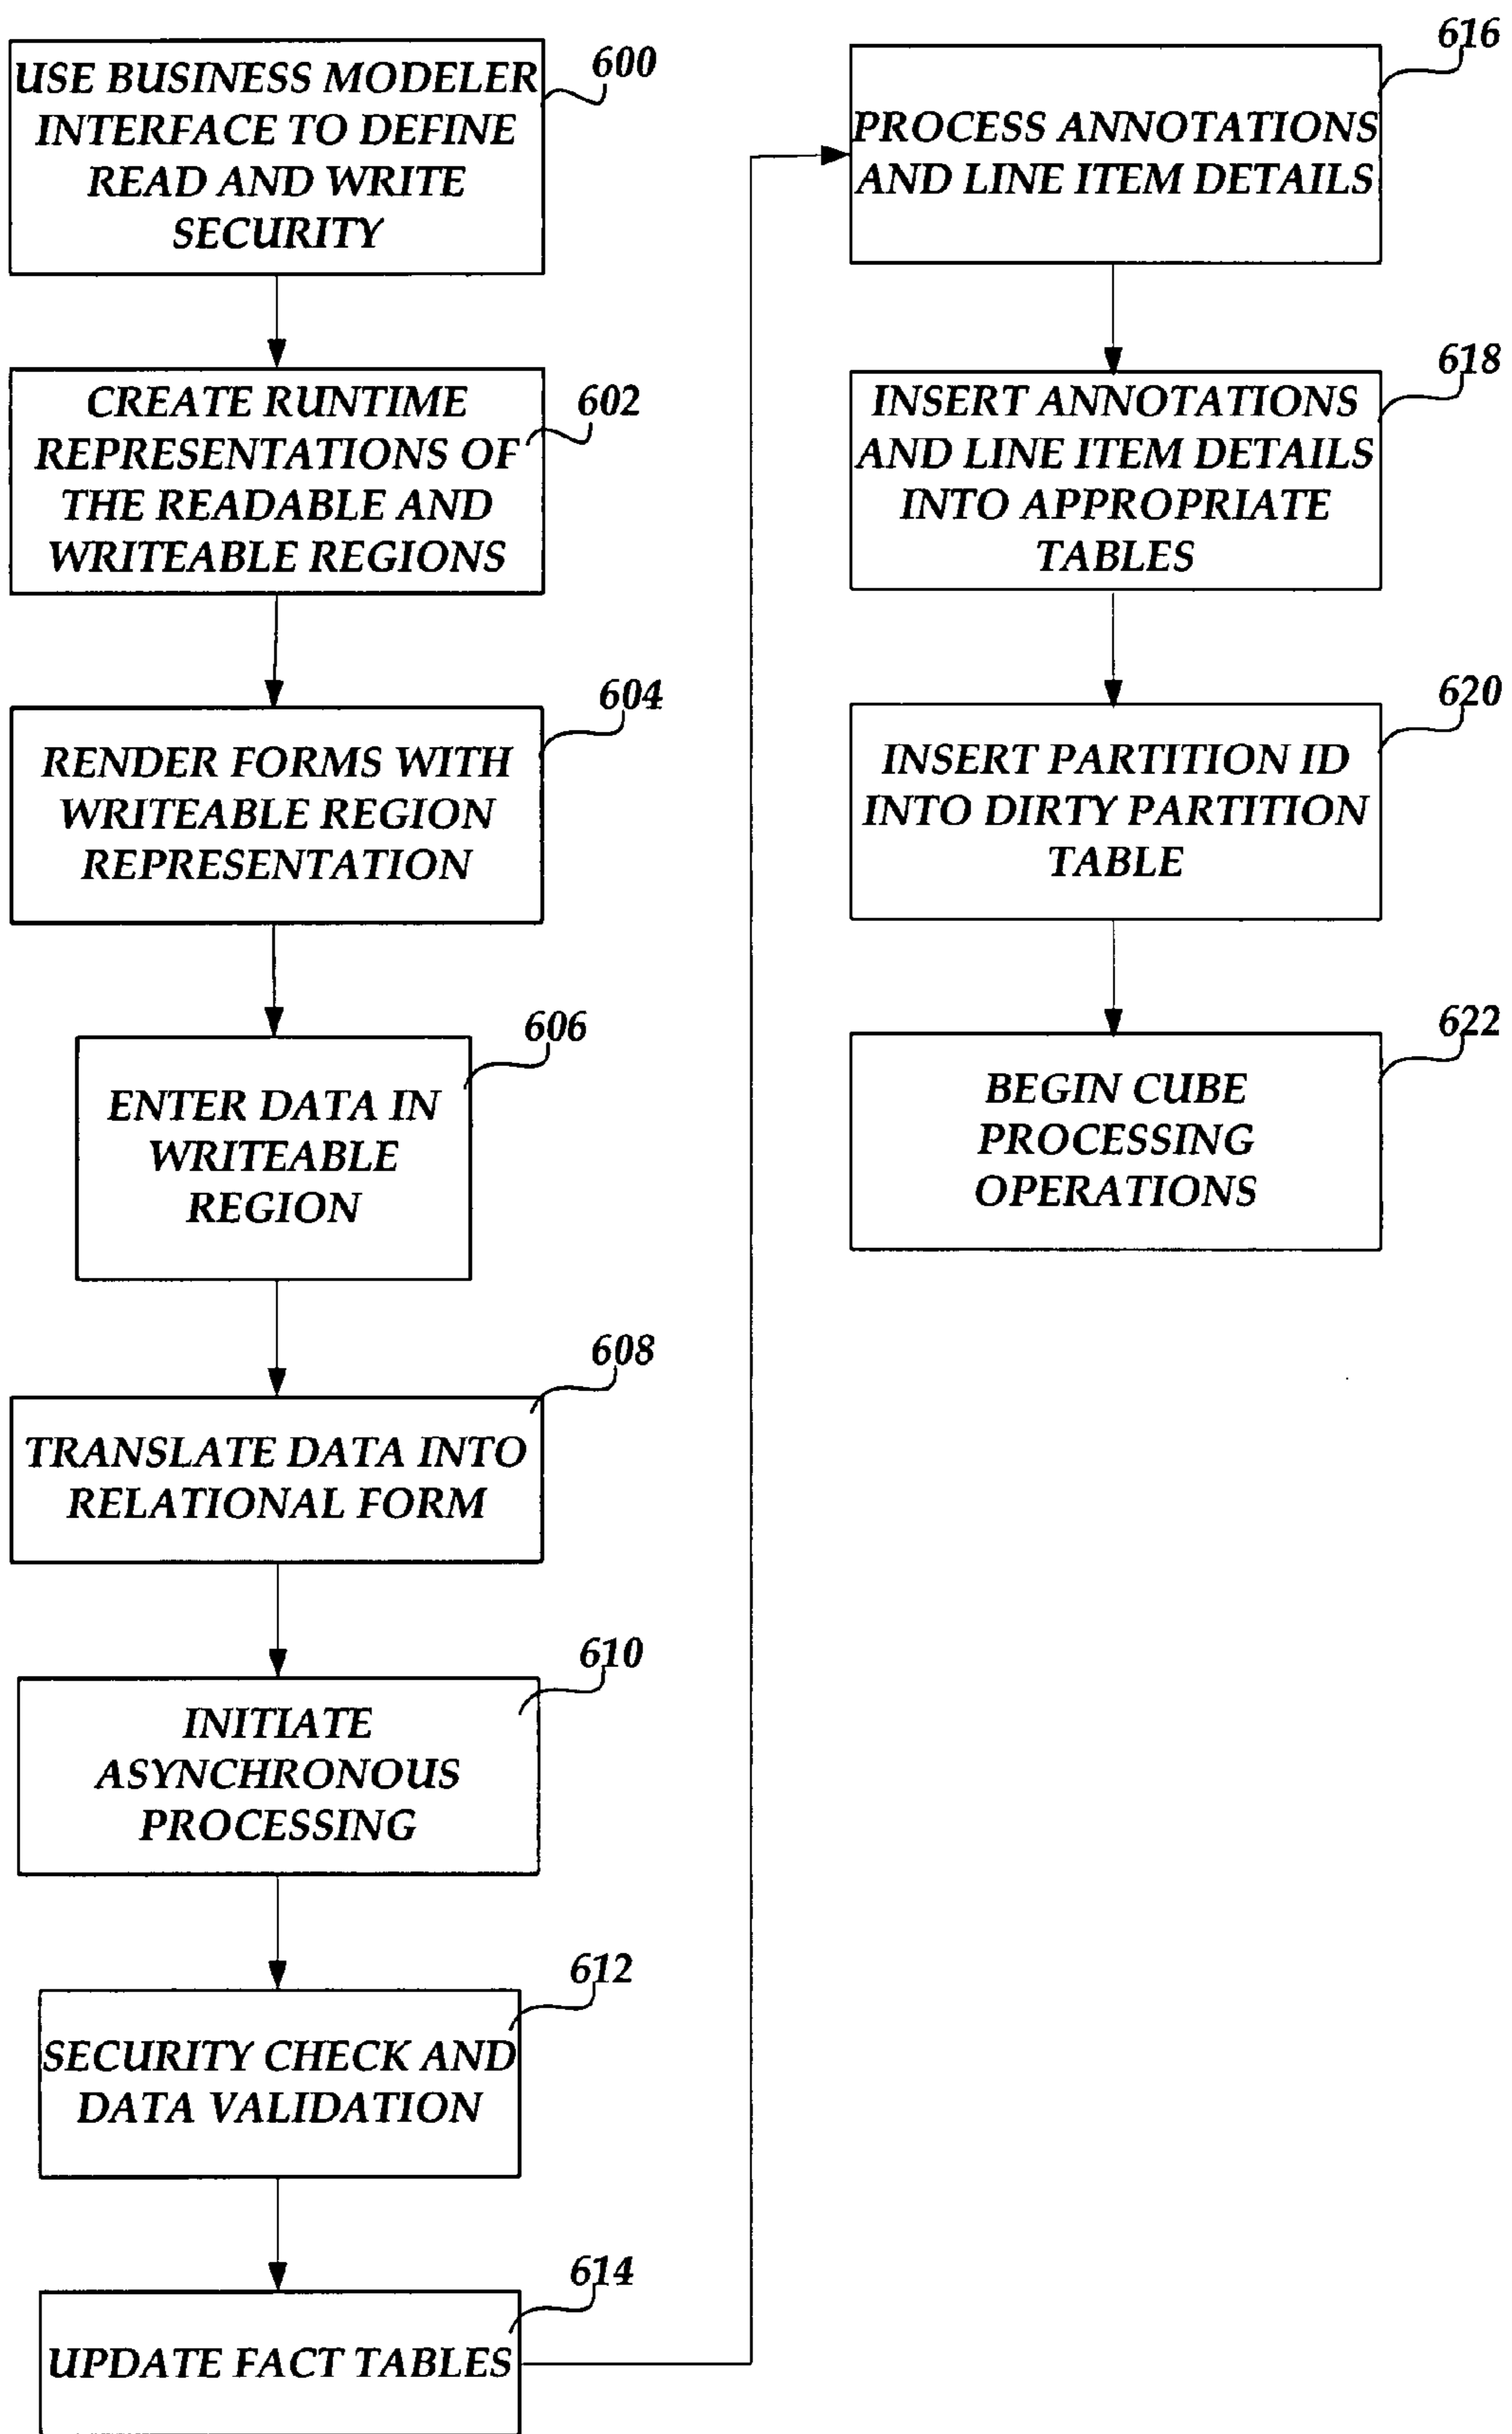 USE BUSINESS MODELER
INTERFACE TO DEFINE
READ AND WRITE
SECURITY
600
CREATE RUNTIME
REPRESENTATIONS OF
THE READABLE AND
WRITEABLE REGIONS
602
RENDER FORMS WITH
WRITEABLE REGION
REPRESENTATION
604
ENTER DATA IN
WRITEABLE
REGION
606
TRANSLATE DATA INTO
RELATIONAL FORM
608
INITIATE
ASYNCHRONOUS
PROCESSING
610
SECURITY CHECK AND
DATA VALIDATION
612
UPDATE FACT TABLES
614
PROCESS ANNOTATIONS
AND LINE ITEM DETAILS
616
INSERT ANNOTATIONS
AND LINE ITEM DETAILS
INTO APPROPRIATE
TABLES
618
INSERT PARTITION ID
INTO DIRTY PARTITION
TABLE
620
BEGIN CUBE
PROCESSING
OPERATIONS
622